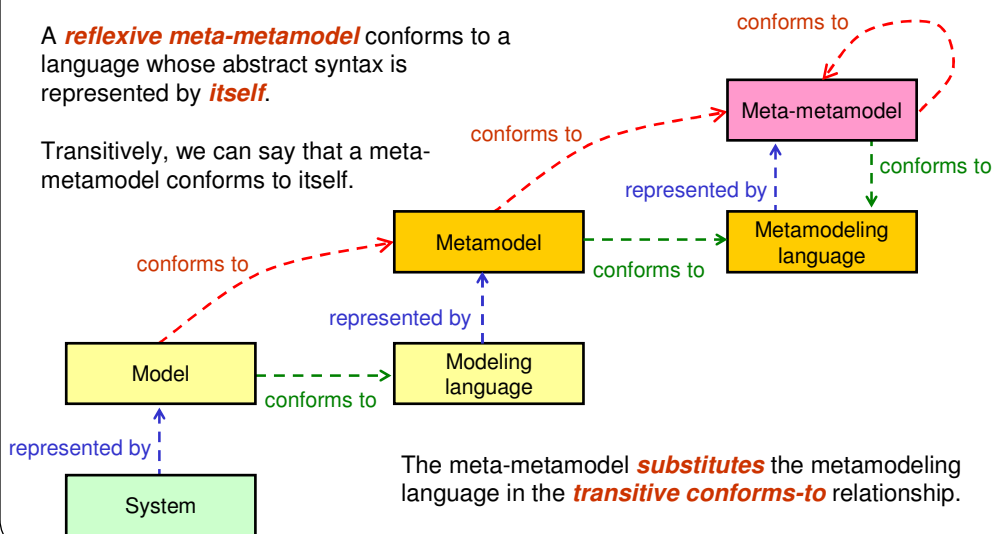 A reflexive meta-metamodel conforms to a
language whose abstract syntax is
represented by itself.
Transitively, we can say that a meta-
metamodel conforms to itself.
conforms to
Meta-metamodel
conforms to
conforms to
represented by
Metamodel
Metamodeling
language
conforms to
conforms to
represented by
Model
Modeling
language
conforms to
represented by
System
The meta-metamodel substitutes the metamodeling
language in the transitive conforms-to relationship.